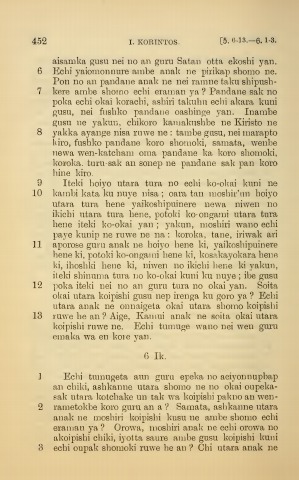 452 I. KORINTOS. [5. 6-13.—6. 1-3.
aisamka gusu nei no an guru Satan otta ekoshi yan.
6 Echi yaiomonnure ambe anak ne pirikap shomo ne.
Pon no an pandane anak ne nei ramne taku shipush-
7 kere ambe shomo echi eraman ya? Pandane sak no
poka echi okai korachi, ashiri takuhu echi akara kuni
gusu, nei fushko pandane oashinge yan. Inambe
gusu ne yakun, chikoro kamukushbe ne Kiristo ne
8 yakka ayange nisa ruwe ne: tambe gusu, nei marapto
kiro, fushko pandane koro shomoki, samata, wenbe
newa wen-katcham oma pandane ka koro shomoki,
koroka, turu-sak an sonep ne pandane sak pan koro
hine kiro.
9 Iteki hoiyo utara tura no echi ko-okai kuni ne
10 kambi kata ku nuye nisa; oara tun moshir'un hoiyo
utara tura hene yaikoshipuinere newa niwen no
ikichi utara tura hene, potoki ko-ongami utara tura
hene iteki ko-okai yan; yakun, moshiri wano echi
paye kunip ne ruwe ne na: koroka, tane, iriwak ari
11 aporose guru anak ne hoiyo hene ki, yaikoshipuinere
hene ki, potoki ko-ongami hene ki, kosakayokara hene
ki, ihoshki hene ki, niwen no ikichi hene ki yakun,
iteki shinuma tura no ko-okai kuni ku nuye; ibe gusu
12 poka iteki nei no an guru tura no okai yan. Soita
okai utara koipishi gusu nep irenga ku goro ya? Echi
utara anak ne onnaigeta okai utara shomo koipishi
13 ruwe he an? Aige, Kamui anak ne soita okai utara
koipishi ruwe ne. Echi tumuge wano nei wen guru
emaka wa en kore yan.
6 Ik.
1 Echi tumugeta aun guru epeka no aeiyonnupbap
an chiki, ashkanne utara shomo ne no okai oupeka-
sak utara kotchake un tak wa koipishi pakno an wen-
2 rametokbe koro guru an a? Samata, ashkanne utara
anak ne moshiri koipishi kusu ne ambe shomo echi
eraman ya? Orowa, moshiri anak ne echi orowa no
akoipishi chiki, iyotta saure ambe gusu koipishi kuni
3 echi oupak shomoki ruwe he an? Chi utara anak ne